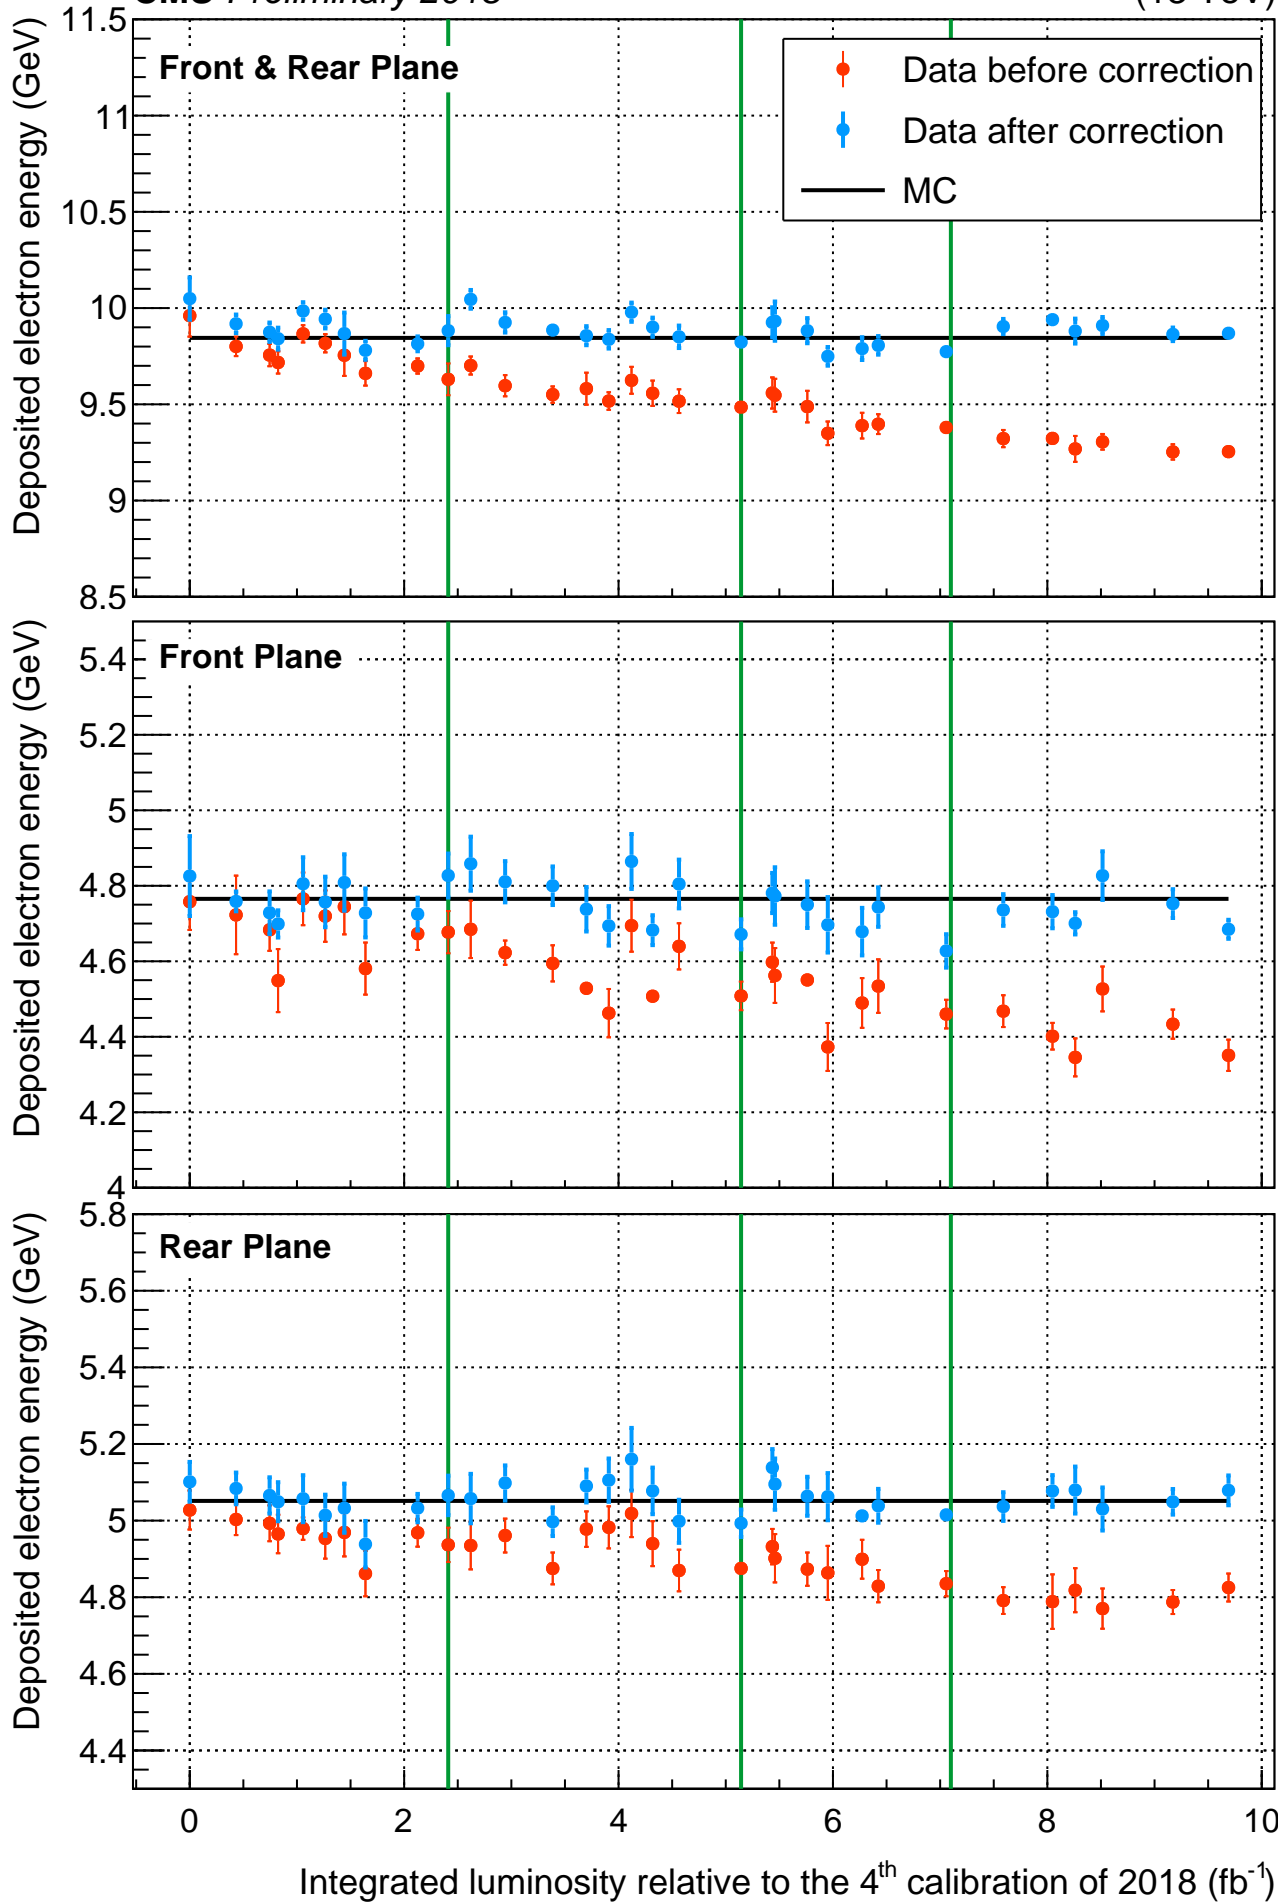 Front & Rear Plane
Data before correction
Data after correction
MC
Deposited electron energy (GeV)
11.5
11
10.5
10
9.5
9
8.5
Front Plane
Deposited electron energy (GeV)
5.4
5.2
5
4.8
4.6
4.4
4.2
4
Rear Plane
Deposited electron energy (GeV)
5.8
5.6
5.4
5.2
5
4.8
4.6
4.4
0 2 4 6 8 10
Integrated luminosity relative to the 4th calibration of 2018 (fb-1)